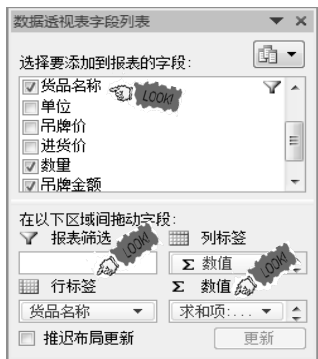 数据透视表字段列表
选择要添加到报表的字段:
货品名称 LOOK!
单位
吊牌价
进货价
数量
吊牌金额
在以下区域间拖动字段:
报表筛选 LOOK! 列标签
Σ 数值 LOOK!
行标签 Σ 数值
货品名称 求和项:...
推迟布局更新 更新